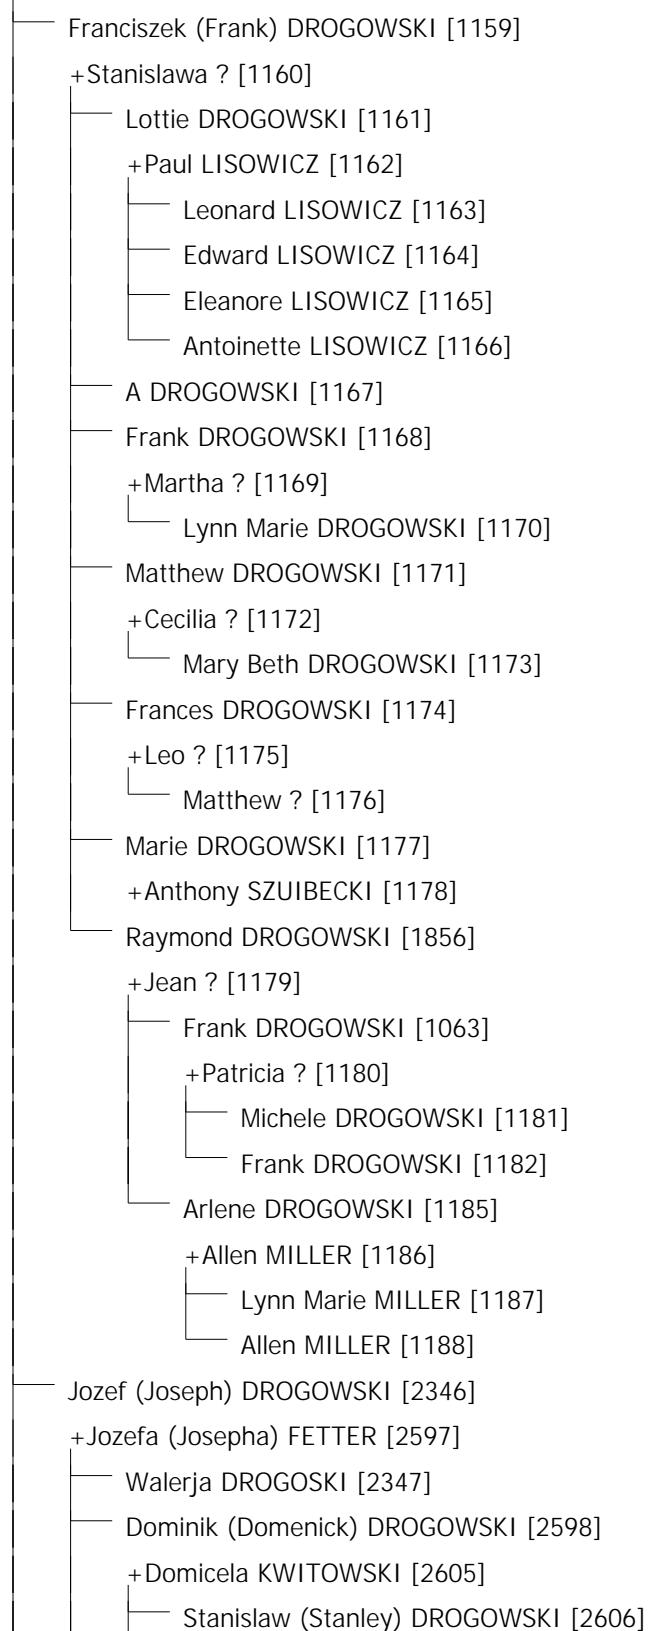 Franciszek (Frank) DROGOWSKI [1159]
+Stanislawa ? [1160]
Lottie DROGOWSKI [1161]
+Paul LISOWICZ [1162]
Leonard LISOWICZ [1163]
Edward LISOWICZ [1164]
Eleanore LISOWICZ [1165]
Antoinette LISOWICZ [1166]
A DROGOWSKI [1167]
Frank DROGOWSKI [1168]
+Martha ? [1169]
Lynn Marie DROGOWSKI [1170]
Matthew DROGOWSKI [1171]
+Cecilia ? [1172]
Mary Beth DROGOWSKI [1173]
Frances DROGOWSKI [1174]
+Leo ? [1175]
Matthew ? [1176]
Marie DROGOWSKI [1177]
+Anthony SZUIBECKI [1178]
Raymond DROGOWSKI [1856]
+Jean ? [1179]
Frank DROGOWSKI [1063]
+Patricia ? [1180]
Michele DROGOWSKI [1181]
Frank DROGOWSKI [1182]
Arlene DROGOWSKI [1185]
+Allen MILLER [1186]
Lynn Marie MILLER [1187]
Allen MILLER [1188]
Jozef (Joseph) DROGOWSKI [2346]
+Jozefa (Josepha) FETTER [2597]
Walerja DROGOSKI [2347]
Dominik (Domenick) DROGOWSKI [2598]
+Domicela KWITOWSKI [2605]
Stanislaw (Stanley) DROGOWSKI [2606]